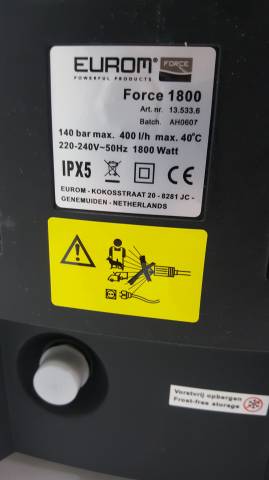 EUROM® FORCE
POWERFUL PRODUCTS
Force 1800
Art. nr. 13.533.6
Batch. AH0607
140 bar max. 400 l/h max. 40°C
220-240V~50Hz 1800 Watt
IPX5 CE
EUROM - KOKOSSTRAAT 20 - 8281 JC -
GENEMUIDEN - NETHERLANDS
Vorstvrij opbergen
Frost-free storage